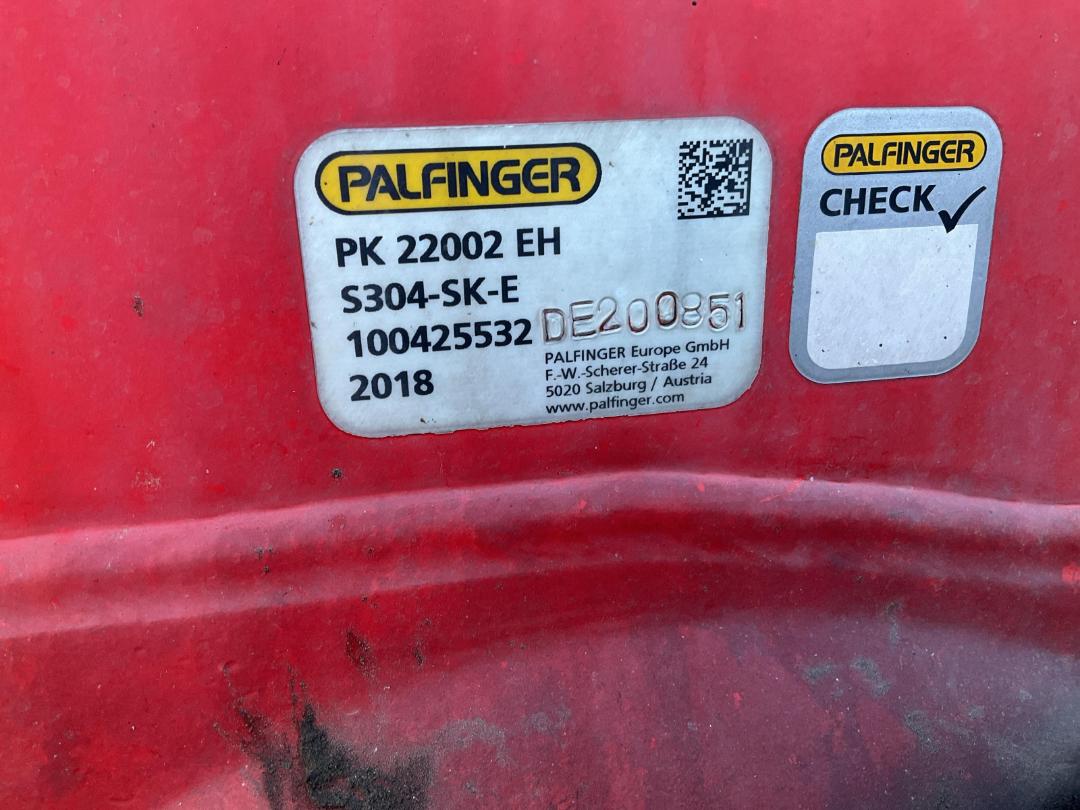 PALFINGER
PK 22002 EH
S304-SK-E
100425532 DE200851
2018
PALFINGER Europe GmbH
F.-W.-Scherer-Straße 24
5020 Salzburg / Austria
www.palfinger.com
PALFINGER
CHECK